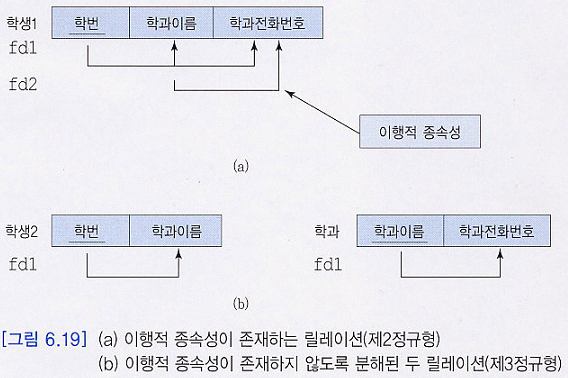 학생1 학번 학과이름 학과전화번호
fd1
fd2
이행적 종속성
(a)
학생2 학번 학과이름 학과 학과이름 학과전화번호
fd1 fd1
(b)
[그림 6.19] (a) 이행적 종속성이 존재하는 릴레이션(제2정규형)
(b) 이행적 종속성이 존재하지 않도록 분해된 두 릴레이션(제3정규형)